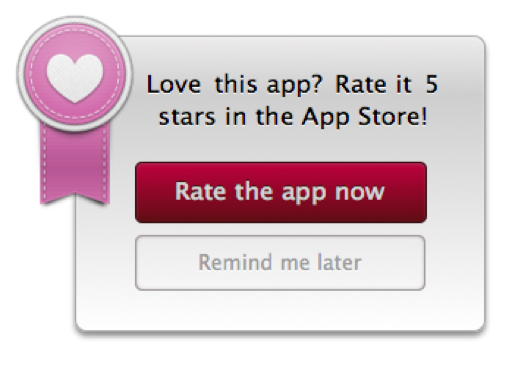 Love this app? Rate it 5
stars in the App Store!
Rate the app now
Remind me later